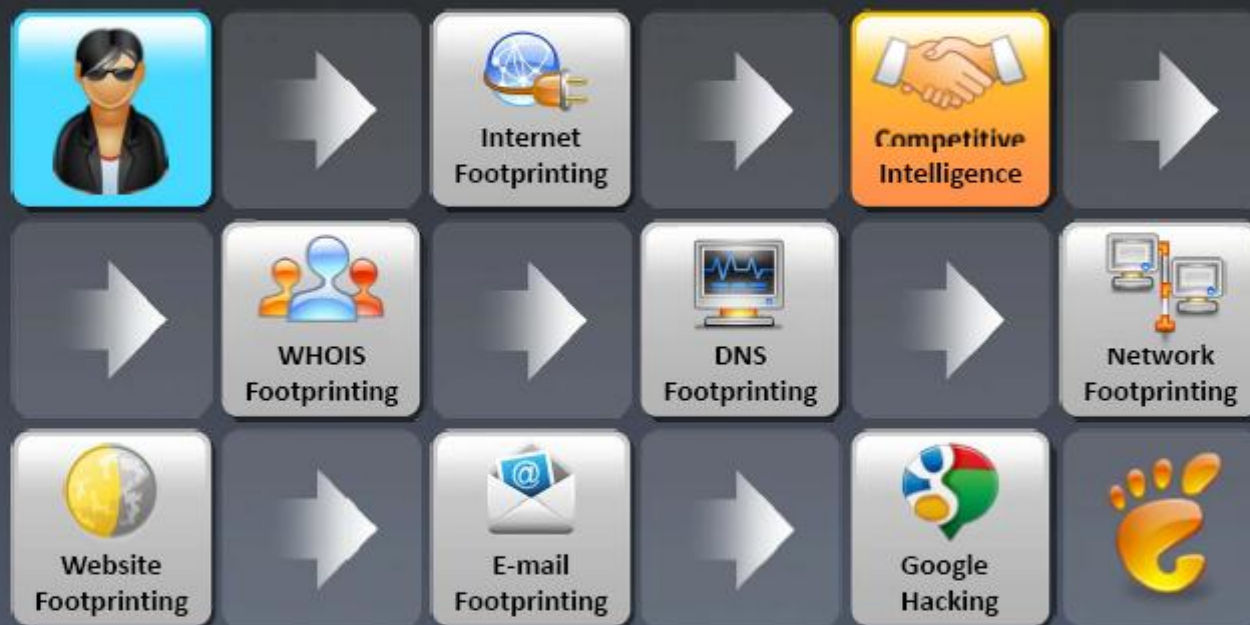 Internet
Footprinting
Competitive
Intelligence
WHOIS
Footprinting
DNS
Footprinting
Network
Footprinting
Website
Footprinting
E-mail
Footprinting
Google
Hacking